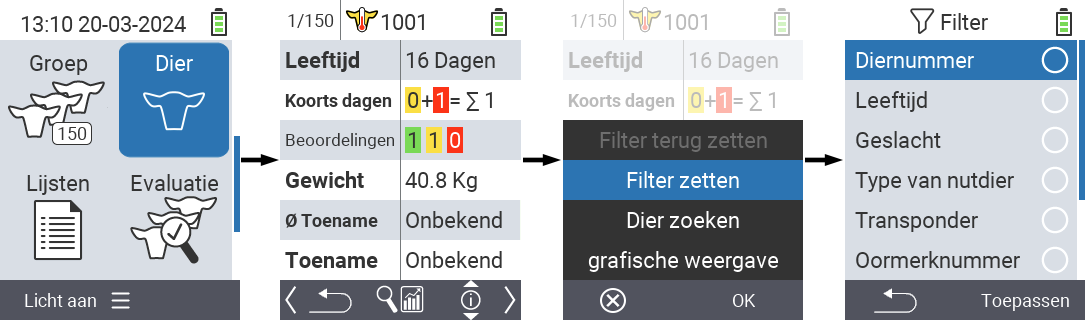 13:10 20-03-2024
Groep
150
Dier
Lijsten
Evaluatie
Licht aan
1/150 1001
Leeftijd 16 Dagen
Koorts dagen 0+1= ∑ 1
Beoordelingen 1 1 0
Gewicht 40.8 Kg
Ø Toename Onbekend
Toename Onbekend
1/150 1001
Leeftijd 16 Dagen
Koorts dagen 0+1= ∑ 1
Filter terug zetten
Filter zetten
Dier zoeken
grafische weergave
OK
Filter
Diernummer
Leeftijd
Geslacht
Type van nutdier
Transponder
Oormerknummer
Toepassen